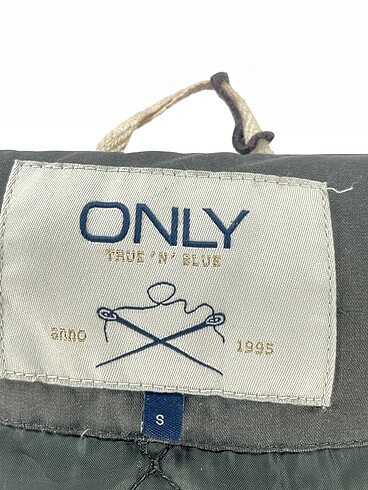 ONLY
TRUE 'N' BLUE
anno 1995
S